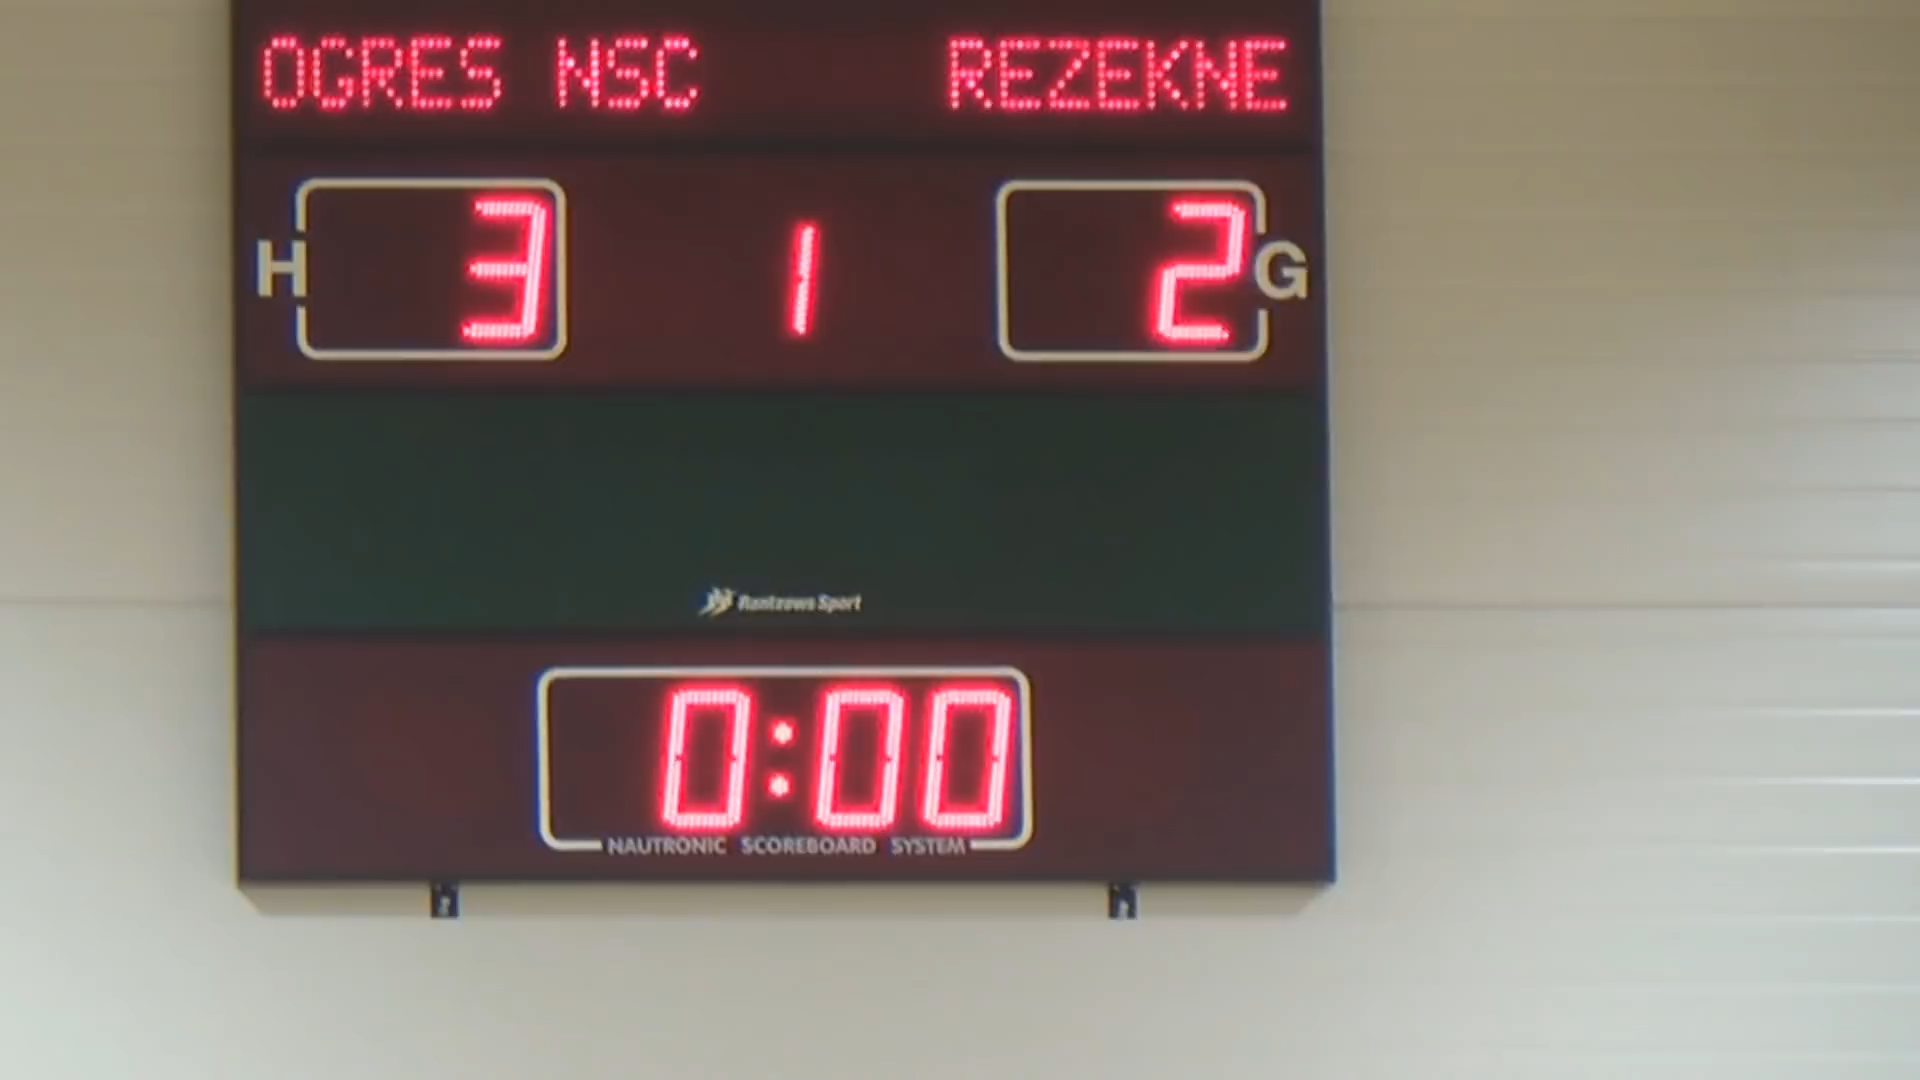 OGRES NSC REZEKNE
H 3 1 2 G
Rantzows Sport
0:00
NAUTRONIC SCOREBOARD SYSTEM